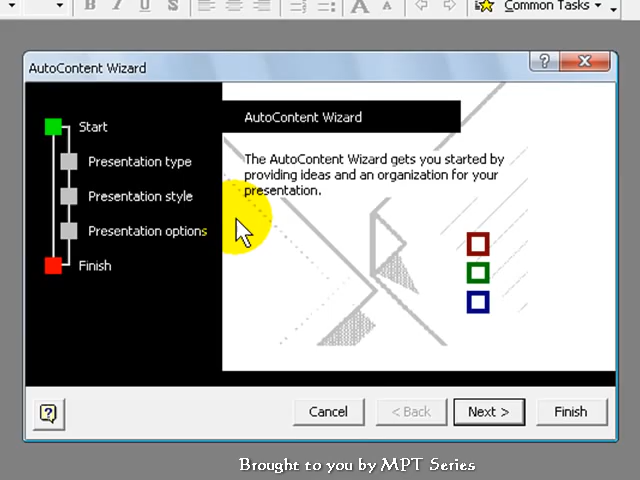 B I U S A A Common Tasks
AutoContent Wizard
?
Start
Presentation type
Presentation style
Presentation options
Finish
AutoContent Wizard
The AutoContent Wizard gets you started by
providing ideas and an organization for your
presentation.
?
Cancel
< Back
Next >
Finish
Brought to you by MPT Series